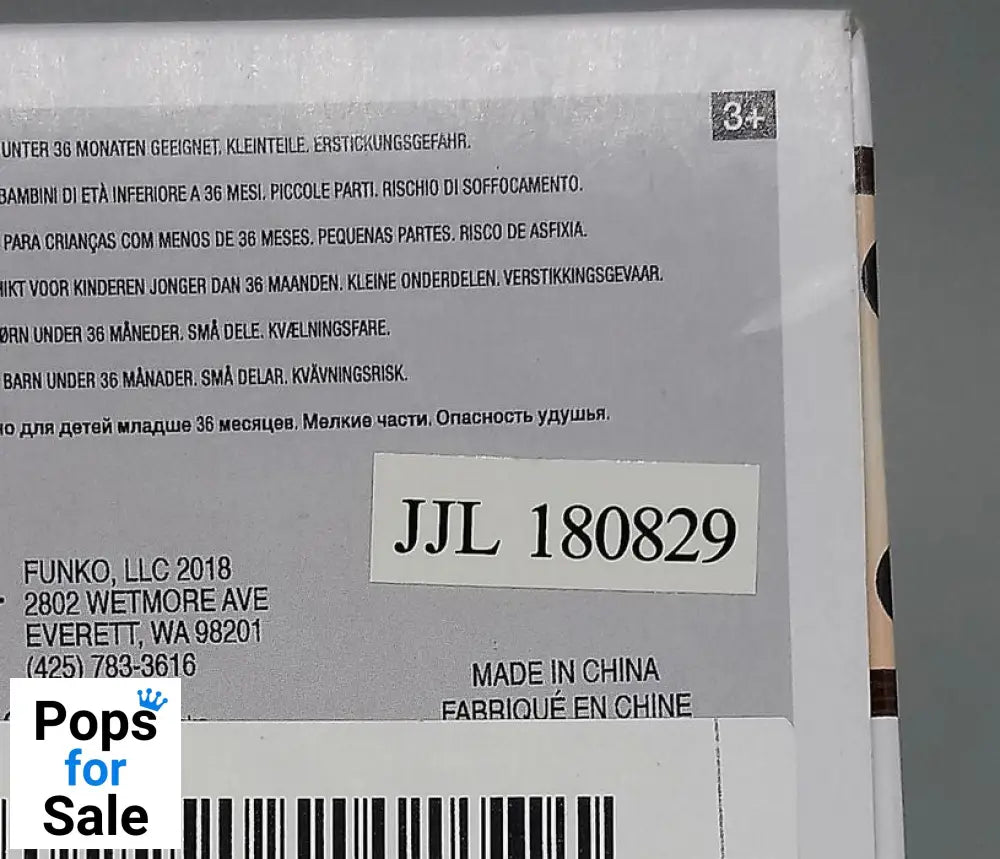 3+
UNTER 36 MONATEN GEEIGNET. KLEINTEILE. ERSTICKUNGSGEFAHR.
BAMBINI DI ETÀ INFERIORE A 36 MESI. PICCOLE PARTI. RISCHIO DI SOFFOCAMENTO.
PARA CRIANÇAS COM MENOS DE 36 MESES. PEQUENAS PARTES. RISCO DE ASFIXIA.
VOOR KINDEREN JONGER DAN 36 MAANDEN. KLEINE ONDERDELEN. VERSTIKKINGSGEVAAR.
UNDER 36 MÅNEDER. SMÅ DELE. KVÆLNINGSFARE.
BARN UNDER 36 MÅNADER. SMÅ DELAR. KVÄVNINGSRISK.
для детей младше 36 месяцев. Мелкие части. Опасность удушья.
JJL 180829
FUNKO, LLC 2018
2802 WETMORE AVE
EVERETT, WA 98201
(425) 783-3616
MADE IN CHINA
FABRIQUÉ EN CHINE
Pops
for
Sale